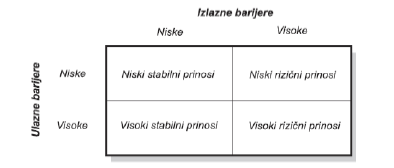 Izlazne barijere
Niske Visoke
Ulazne barijere
Niske Niski stabilni prinosi Niski rizični prinosi
Visoke Visoki stabilni prinosi Visoki rizični prinosi